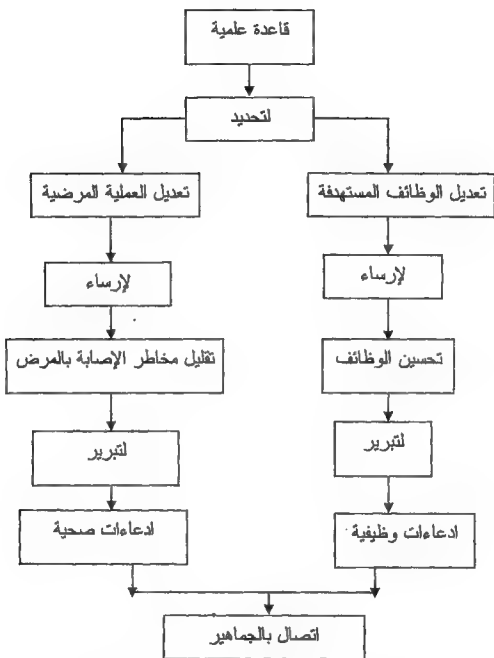 قاعدة علمية
لتحديد
تعديل الوظائف المستهدفة
تعديل العملية المرضية
لإرساء
لإرساء
تحسين الوظائف
تقليل مخاطر الإصابة بالمرض
لتبرير
لتبرير
ادعاءات وظيفية
ادعاءات صحية
اتصال بالجماهير